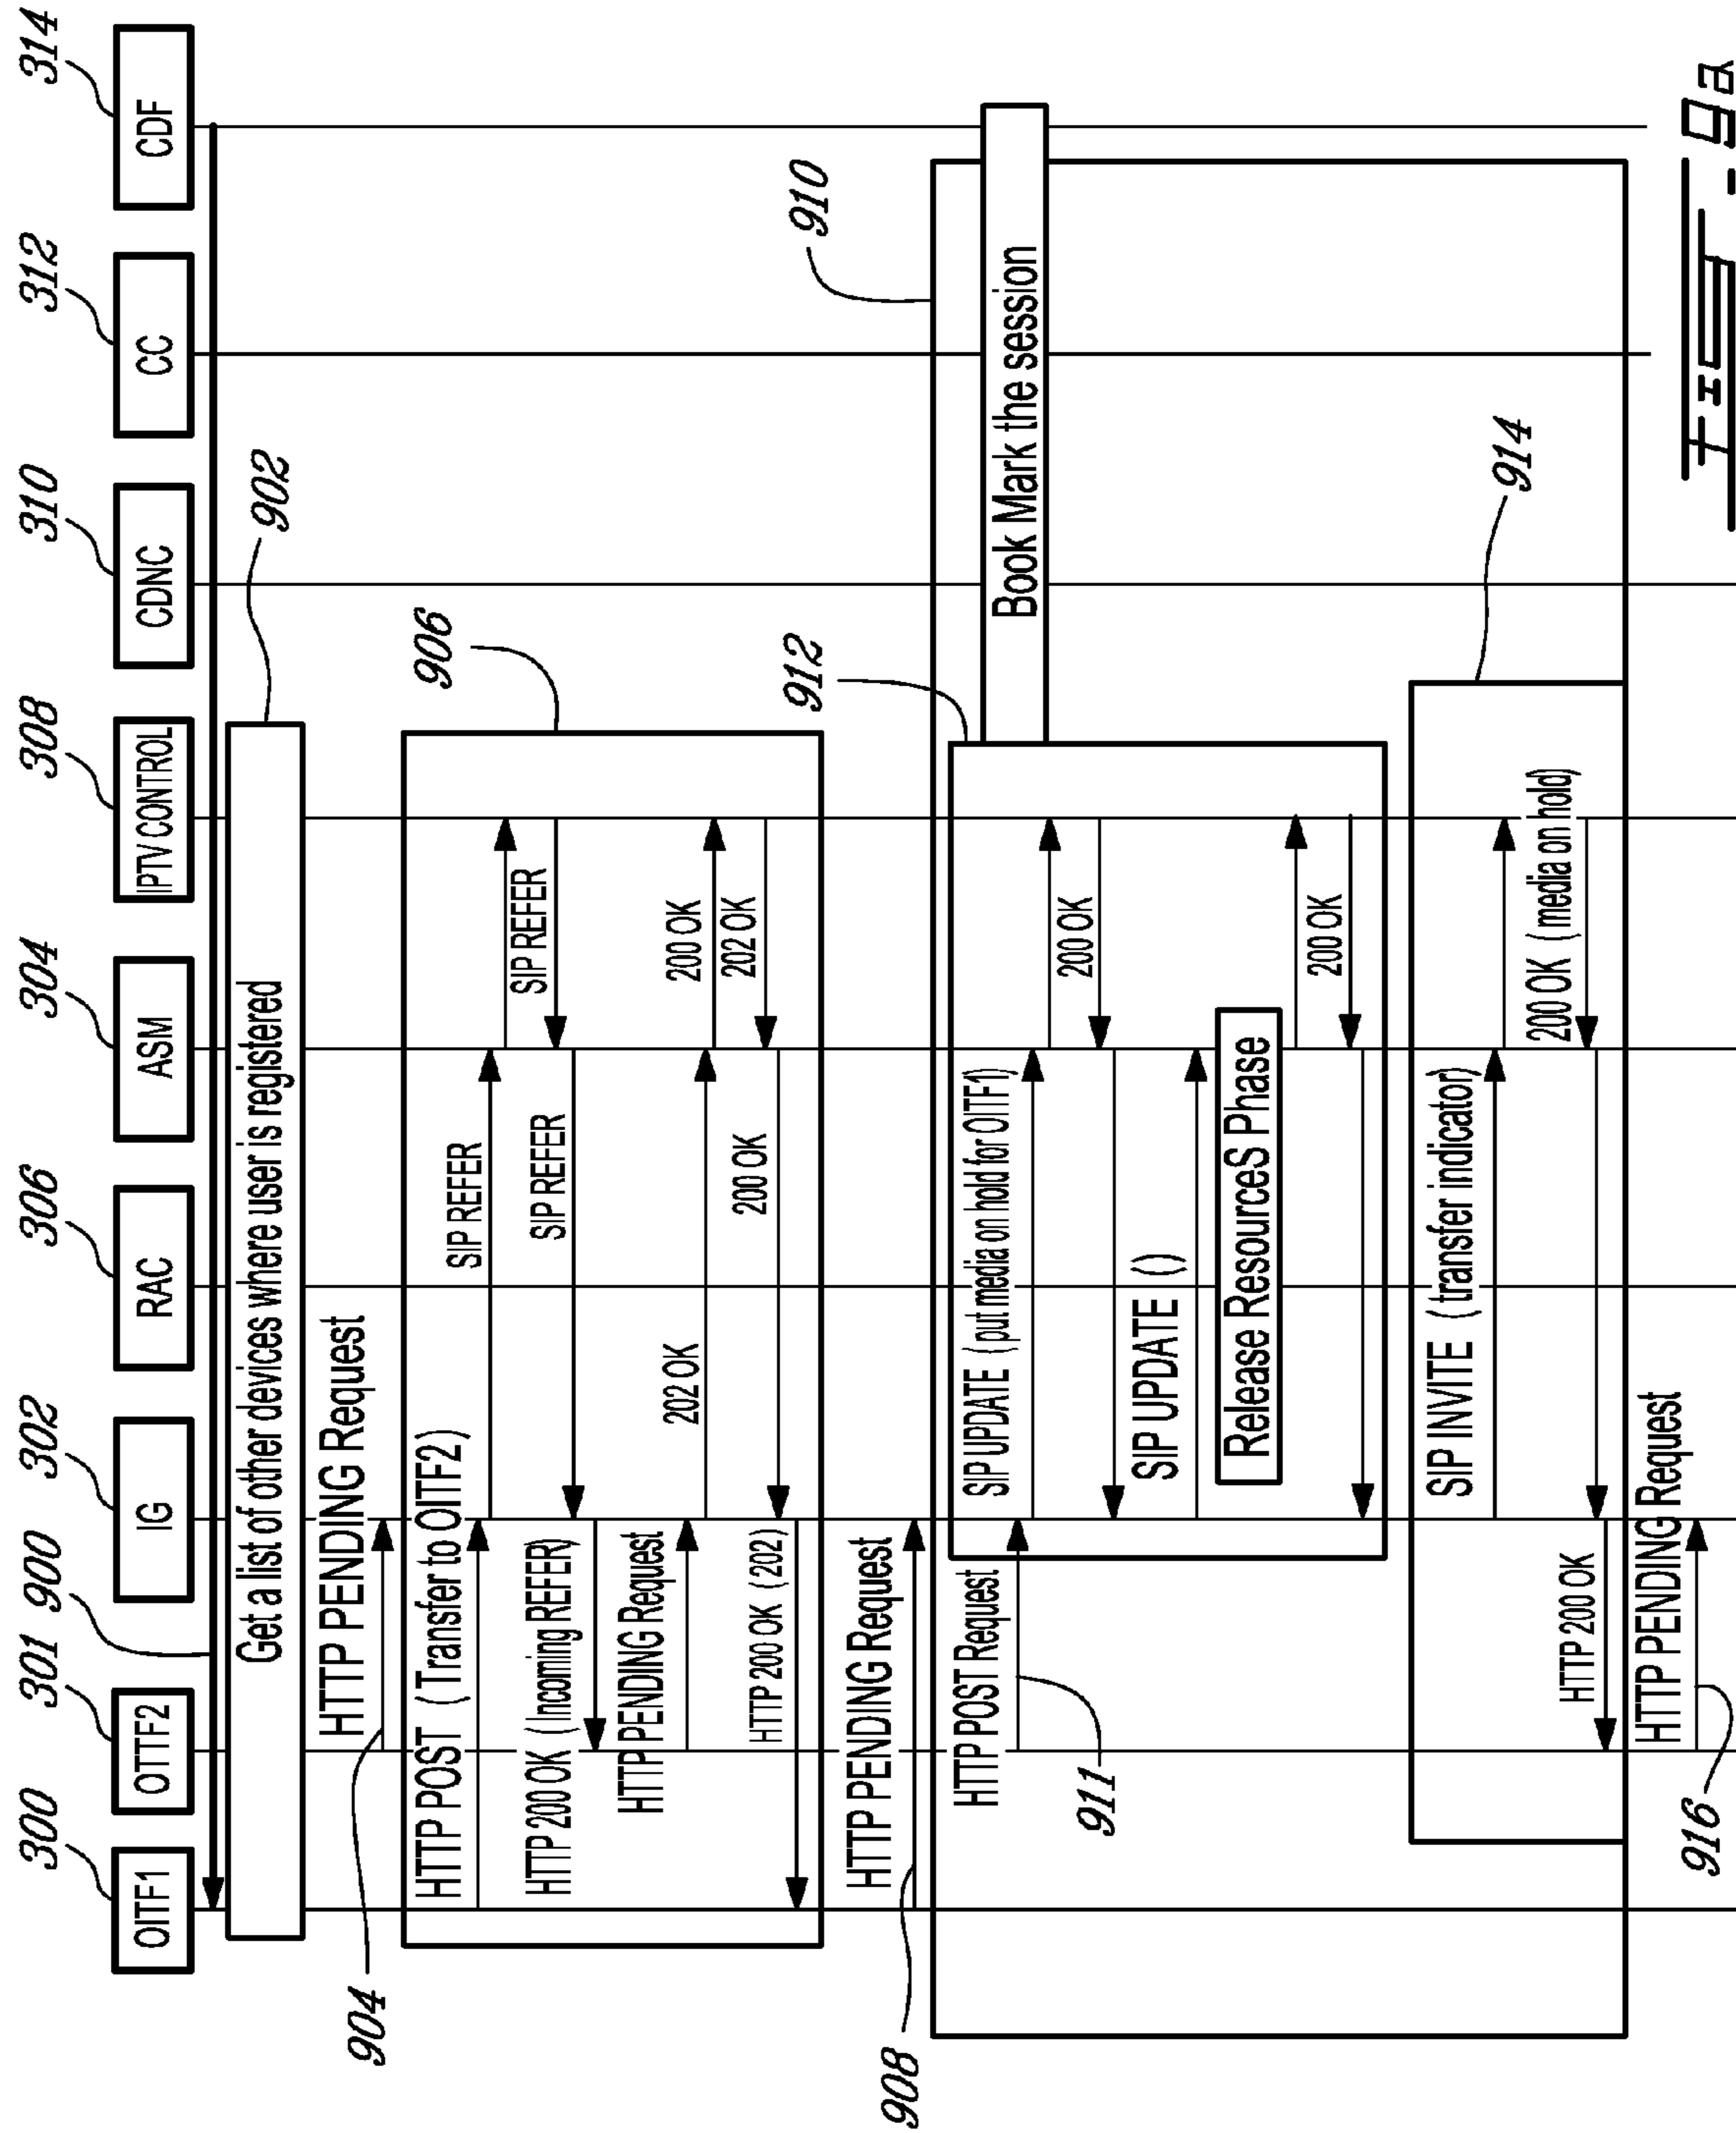 300
301
900
302
306
304
308
310
312
314
OITF1
OTTF2
IG
RAC
ASM
IPTV CONTROL
CDNC
CC
CDF
Get a list of other devices where user is registered
902
HTTP PENDING Request
904
906
HTTP POST (Transfer to OITF2)
SIP REFER
SIP REFER
SIP REFER
HTTP 200 OK (Incoming REFER)
HTTP PENDING Request
202 OK
200 OK
202 OK
200 OK
HTTP 200 OK (202)
HTTP PENDING Request
908
910
912
HTTP POST Request
911
SIP UPDATE (put media on hold for OITF1)
Book Mark the session
200 OK
SIP UPDATE ()
Release ResourceS Phase
200 OK
914
SIP INVITE (transfer indicator)
200 OK (media on hold)
HTTP 200 OK
HTTP PENDING Request
916
FIG. 9a